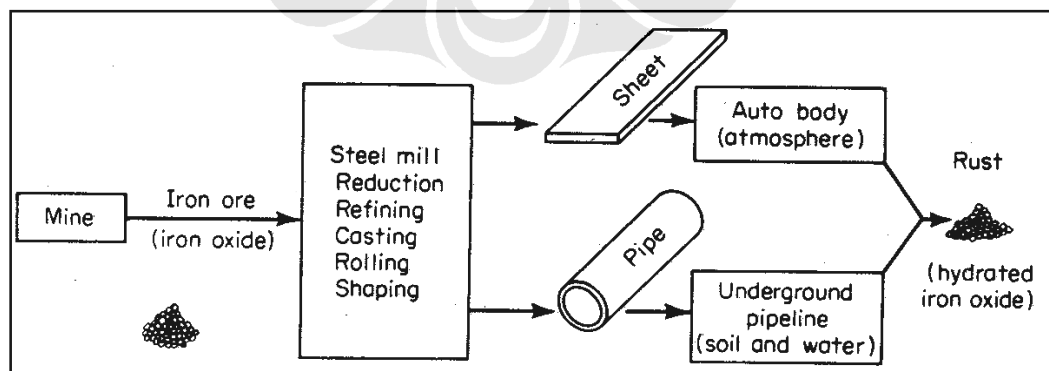 Mine
Iron ore
(iron oxide)
Steel mill
Reduction
Refining
Casting
Rolling
Shaping
Sheet
Pipe
Auto body
(atmosphere)
Underground
pipeline
(soil and water)
Rust
(hydrated
iron oxide)